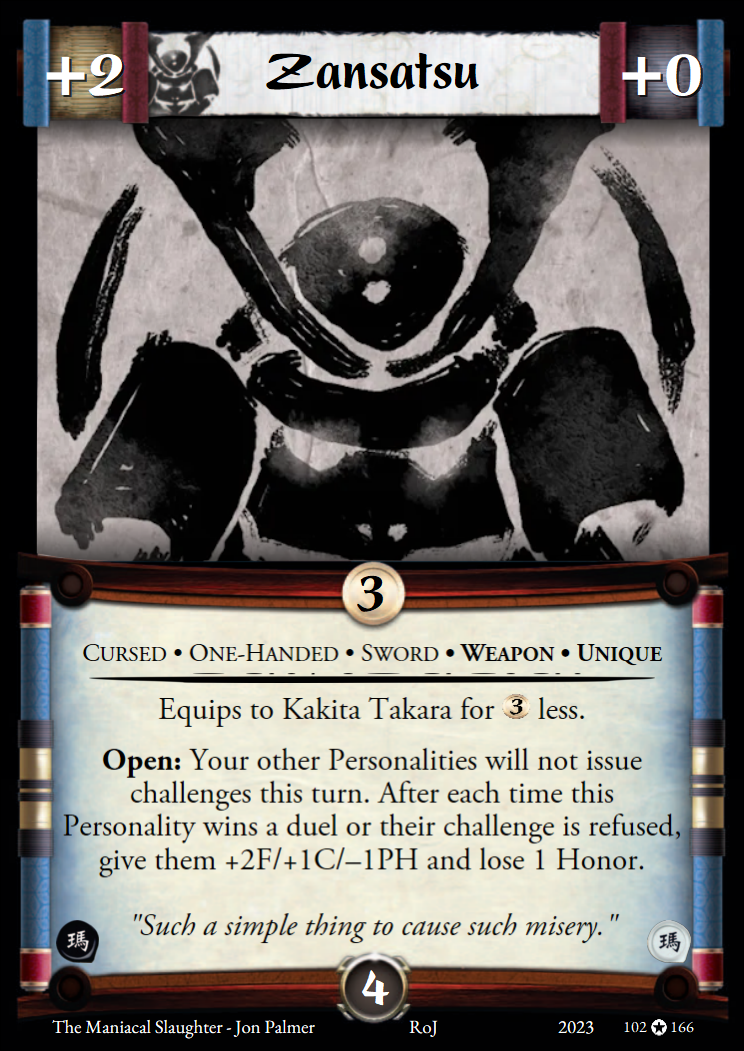 +2 Zansatsu +0
3
CURSED • ONE-HANDED • SWORD • WEAPON • UNIQUE
Equips to Kakita Takara for 3 less.
Open: Your other Personalities will not issue
challenges this turn. After each time this
Personality wins a duel or their challenge is refused,
give them +2F/+1C/–1PH and lose 1 Honor.
"Such a simple thing to cause such misery."
瑪 瑪
4
The Maniacal Slaughter - Jon Palmer RoJ 2023 102 166